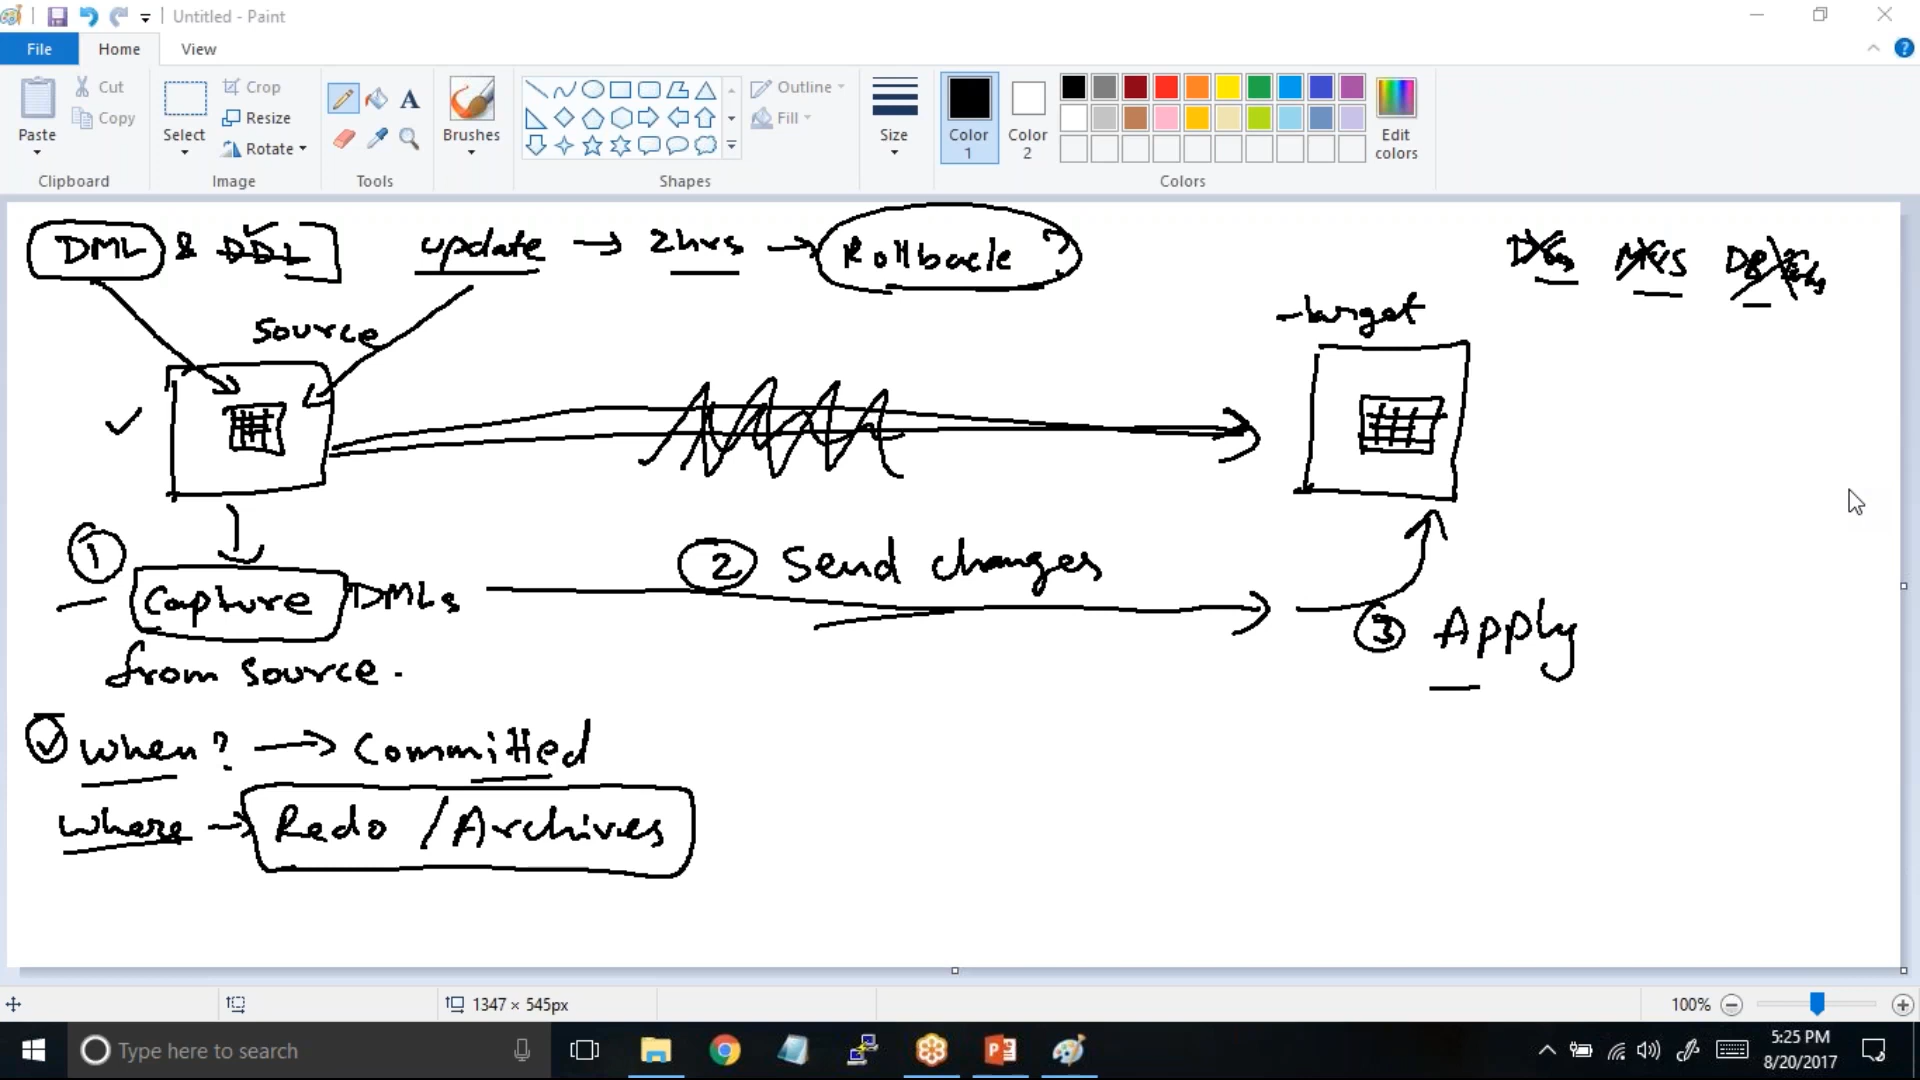 Untitled - Paint
File Home View
Paste
Cut
Copy
Clipboard
Select
Crop
Resize
Rotate
Image
A
Tools
Brushes
Shapes
Outline
Fill
Size
Color 1
Color 2
Edit colors
Colors
DML & DDL update → 2hrs → Rollback ?
source
target
① Capture DMLs
from source.
② Send changes
③ Apply
when? → Committed
where → Redo / Archives
1347 × 545px
100%
Type here to search
5:25 PM
8/20/2017